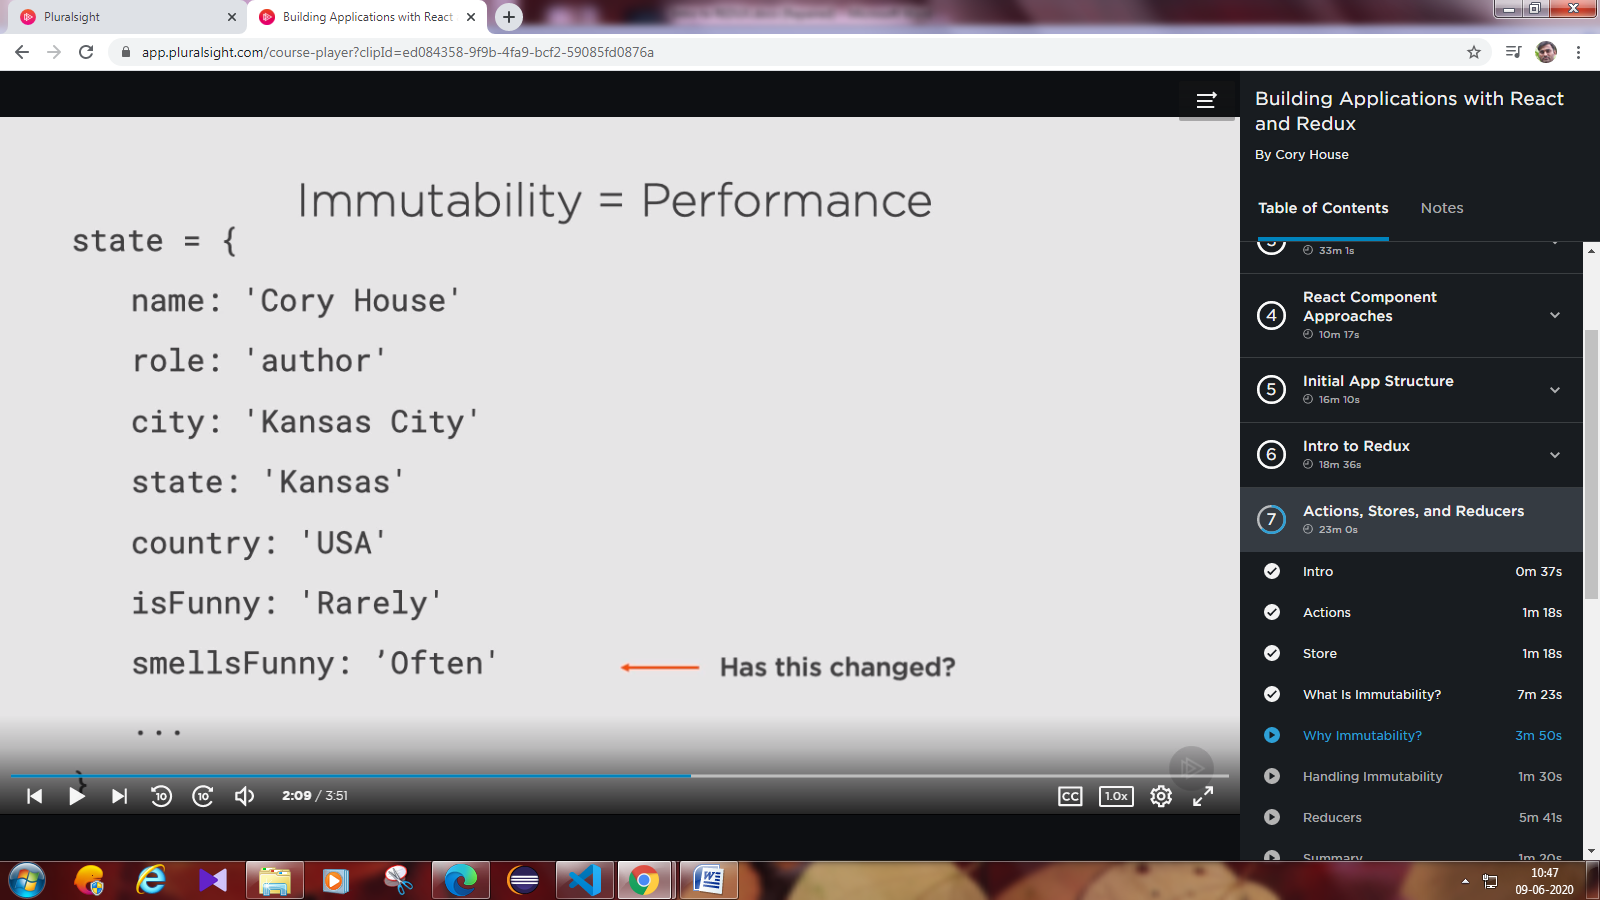 Pluralsight
Building Applications with React
app.pluralsight.com/course-player?clipId=ed084358-9f9b-4fa9-bcf2-59085fd0876a
Immutability = Performance
state = {
name: 'Cory House'
role: 'author'
city: 'Kansas City'
state: 'Kansas'
country: 'USA'
isFunny: 'Rarely'
smellsFunny: ’Often'
Has this changed?
...
}
10
10
2:09 / 3:51
CC
1.0x
Building Applications with React
and Redux
By Cory House
Table of Contents
Notes
33m 1s
4
React Component
Approaches
10m 17s
5
Initial App Structure
16m 10s
6
Intro to Redux
18m 36s
7
Actions, Stores, and Reducers
23m 0s
Intro 0m 37s
Actions 1m 18s
Store 1m 18s
What Is Immutability? 7m 23s
Why Immutability? 3m 50s
Handling Immutability 1m 30s
Reducers 5m 41s
Summary 1m 20s
10:47
09-06-2020